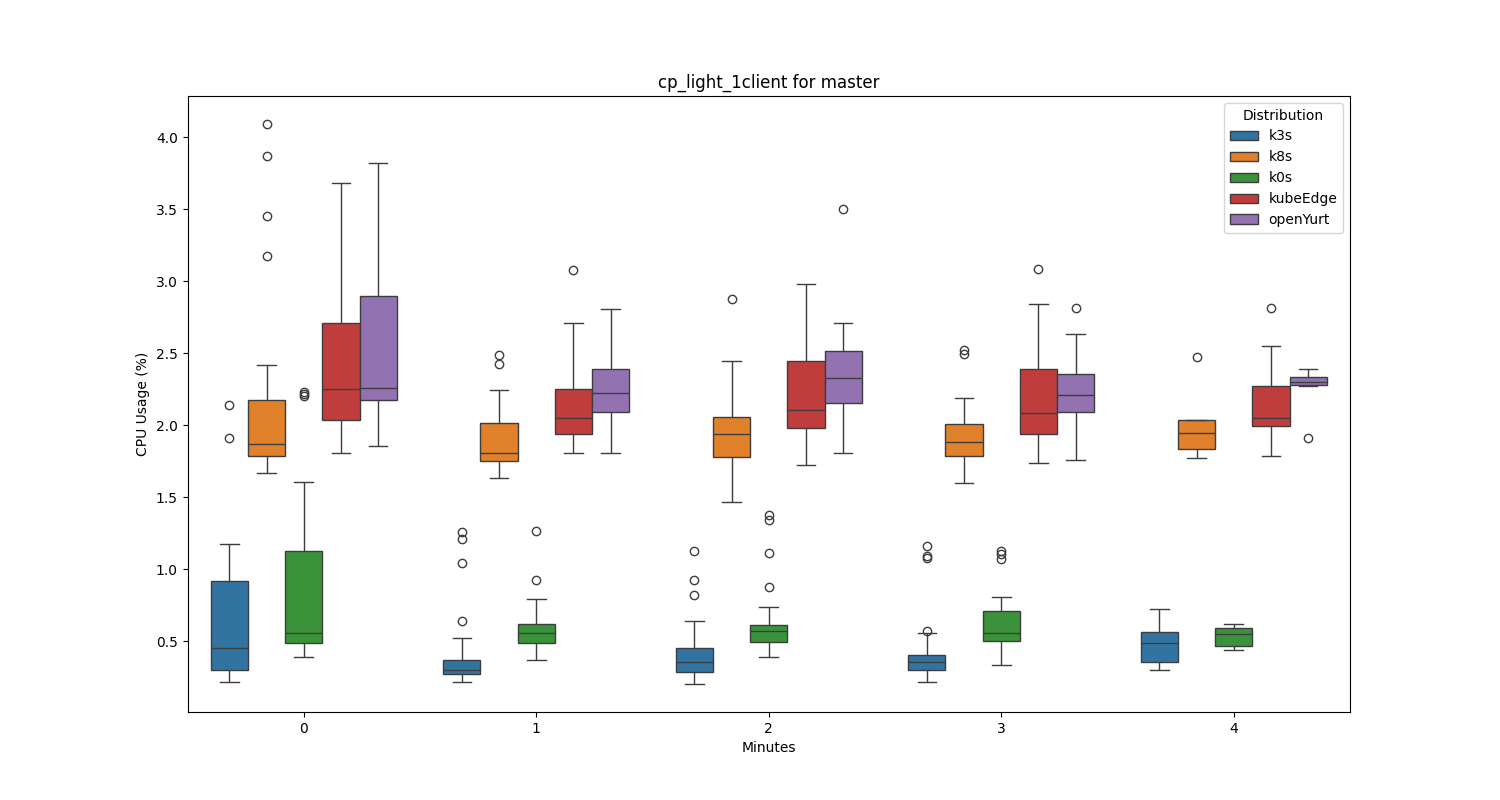 cp_light_1client for master
CPU Usage (%)
4.0
3.5
3.0
2.5
2.0
1.5
1.0
0.5
Distribution
k3s
k8s
k0s
kubeEdge
openYurt
0 1 2 3 4
Minutes